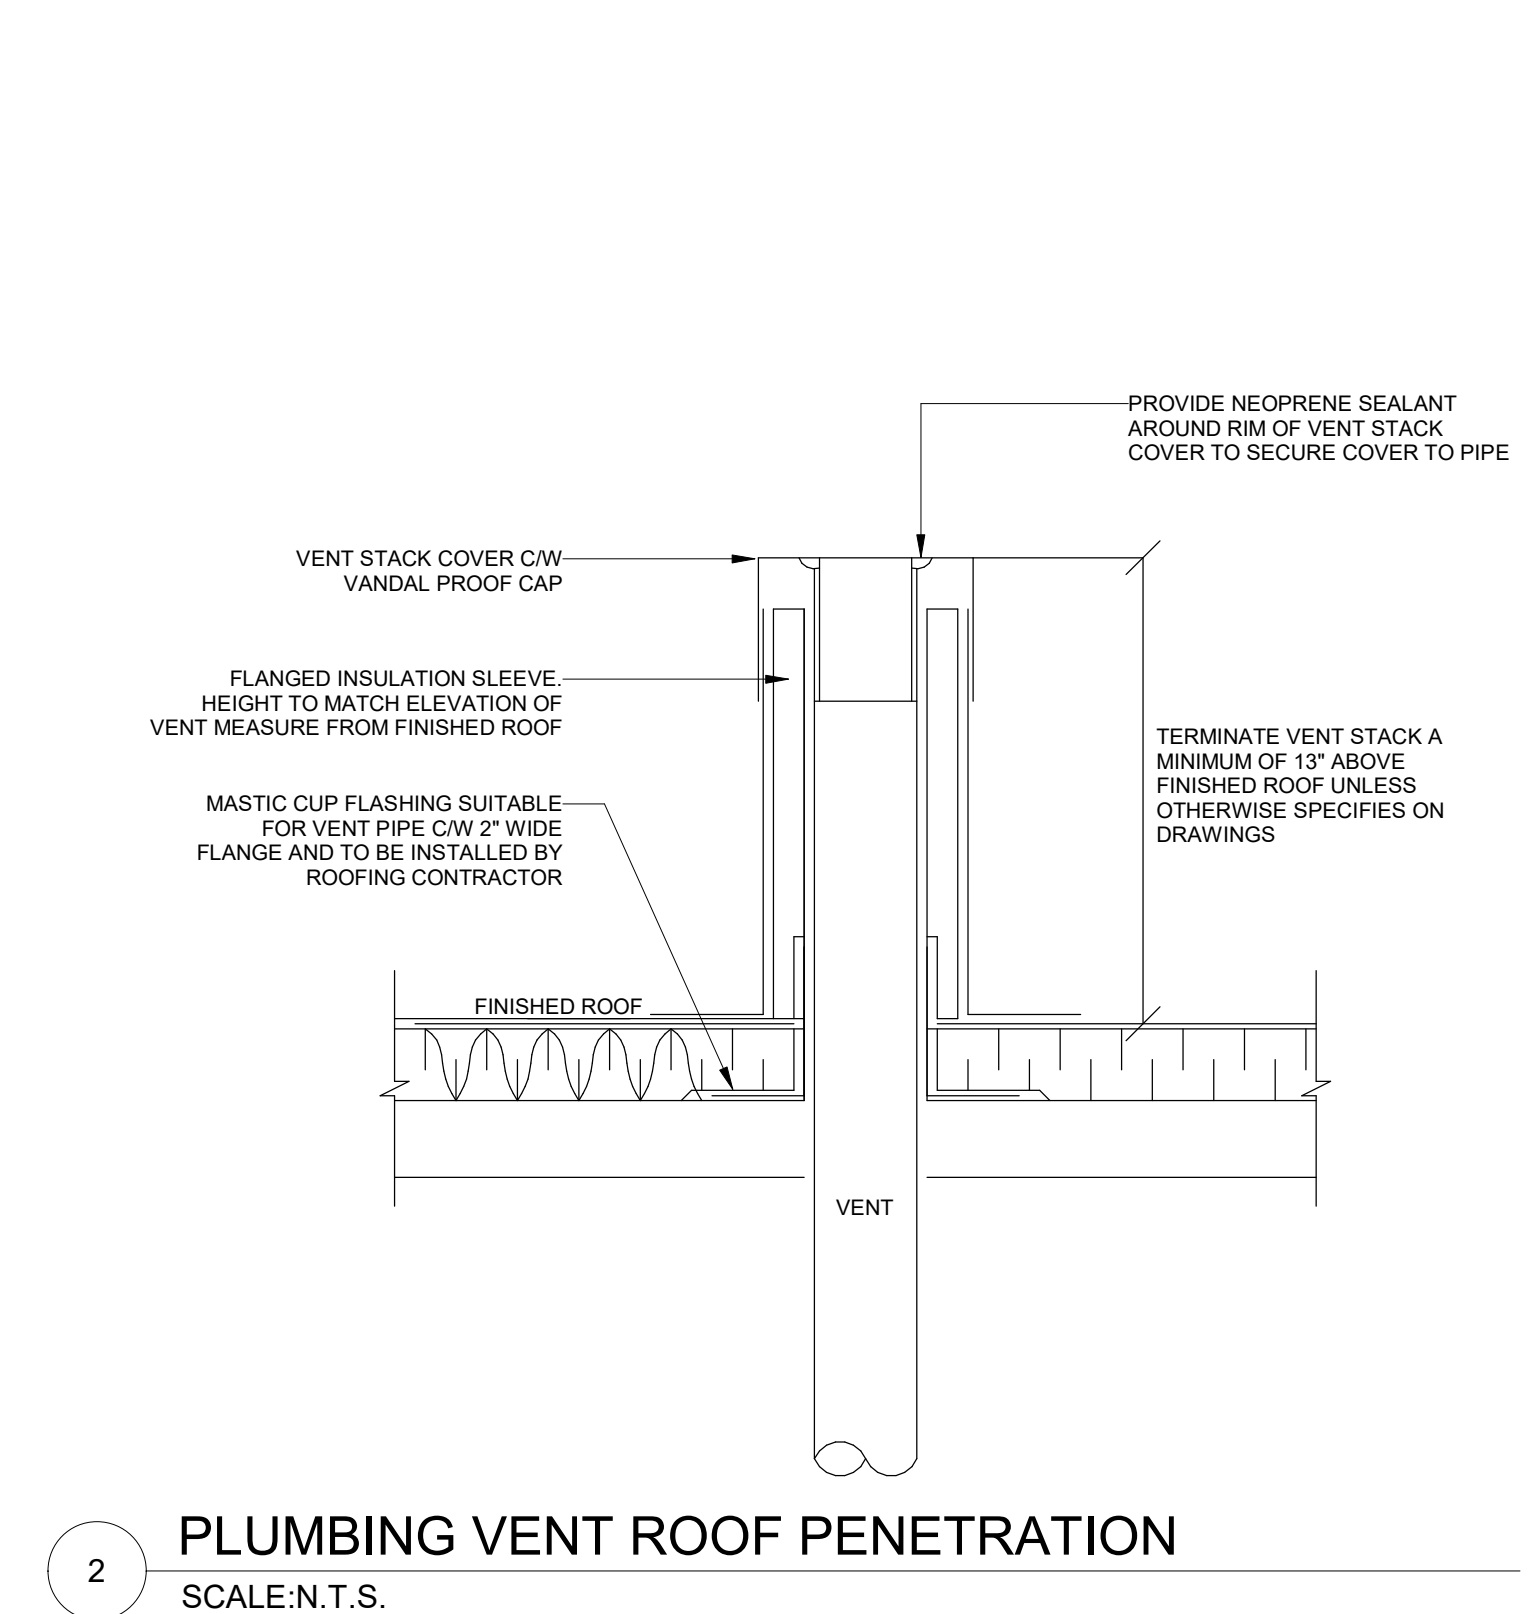 PROVIDE NEOPRENE SEALANT
AROUND RIM OF VENT STACK
COVER TO SECURE COVER TO PIPE
VENT STACK COVER C/W
VANDAL PROOF CAP
FLANGED INSULATION SLEEVE.
HEIGHT TO MATCH ELEVATION OF
VENT MEASURE FROM FINISHED ROOF
TERMINATE VENT STACK A
MINIMUM OF 13" ABOVE
FINISHED ROOF UNLESS
OTHERWISE SPECIFIES ON
DRAWINGS
MASTIC CUP FLASHING SUITABLE
FOR VENT PIPE C/W 2" WIDE
FLANGE AND TO BE INSTALLED BY
ROOFING CONTRACTOR
FINISHED ROOF
VENT
2
PLUMBING VENT ROOF PENETRATION
SCALE:N.T.S.